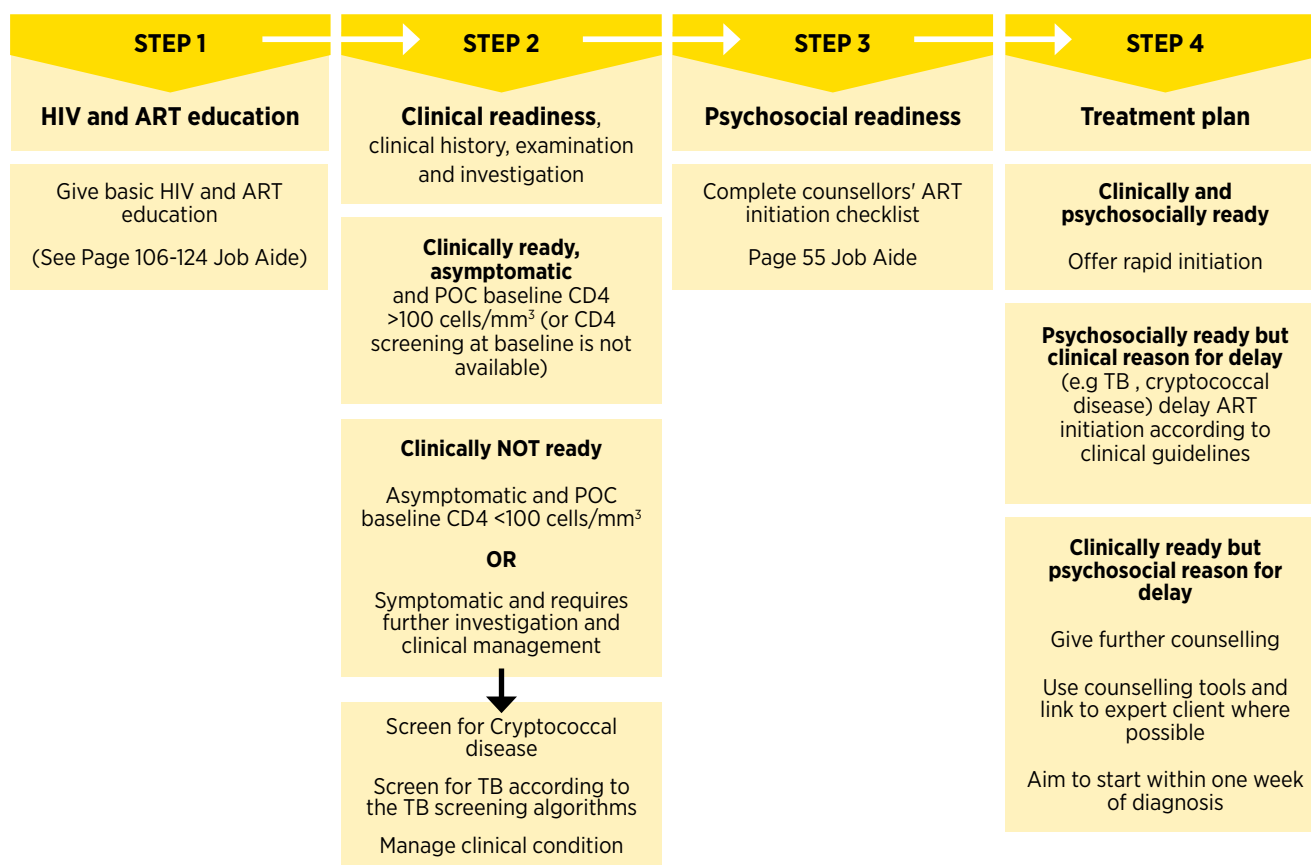 STEP 1
HIV and ART education
Give basic HIV and ART
education
(See Page 106-124 Job Aide)
STEP 2
Clinical readiness,
clinical history, examination
and investigation
Clinically ready,
asymptomatic
and POC baseline CD4
>100 cells/mm³ (or CD4
screening at baseline is not
available)
Clinically NOT ready
Asymptomatic and POC
baseline CD4 <100 cells/mm³
OR
Symptomatic and requires
further investigation and
clinical management
Screen for Cryptococcal
disease
Screen for TB according to
the TB screening algorithms
Manage clinical condition
STEP 3
Psychosocial readiness
Complete counsellors' ART
initiation checklist
Page 55 Job Aide
STEP 4
Treatment plan
Clinically and
psychosocially ready
Offer rapid initiation
Psychosocially ready but
clinical reason for delay
(e.g TB , cryptococcal
disease) delay ART
initiation according to
clinical guidelines
Clinically ready but
psychosocial reason for
delay
Give further counselling
Use counselling tools and
link to expert client where
possible
Aim to start within one week
of diagnosis